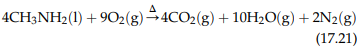 4CH₃NH₂(l) + 9O₂(g) →Δ 4CO₂(g) + 10H₂O(g) + 2N₂(g)
(17.21)